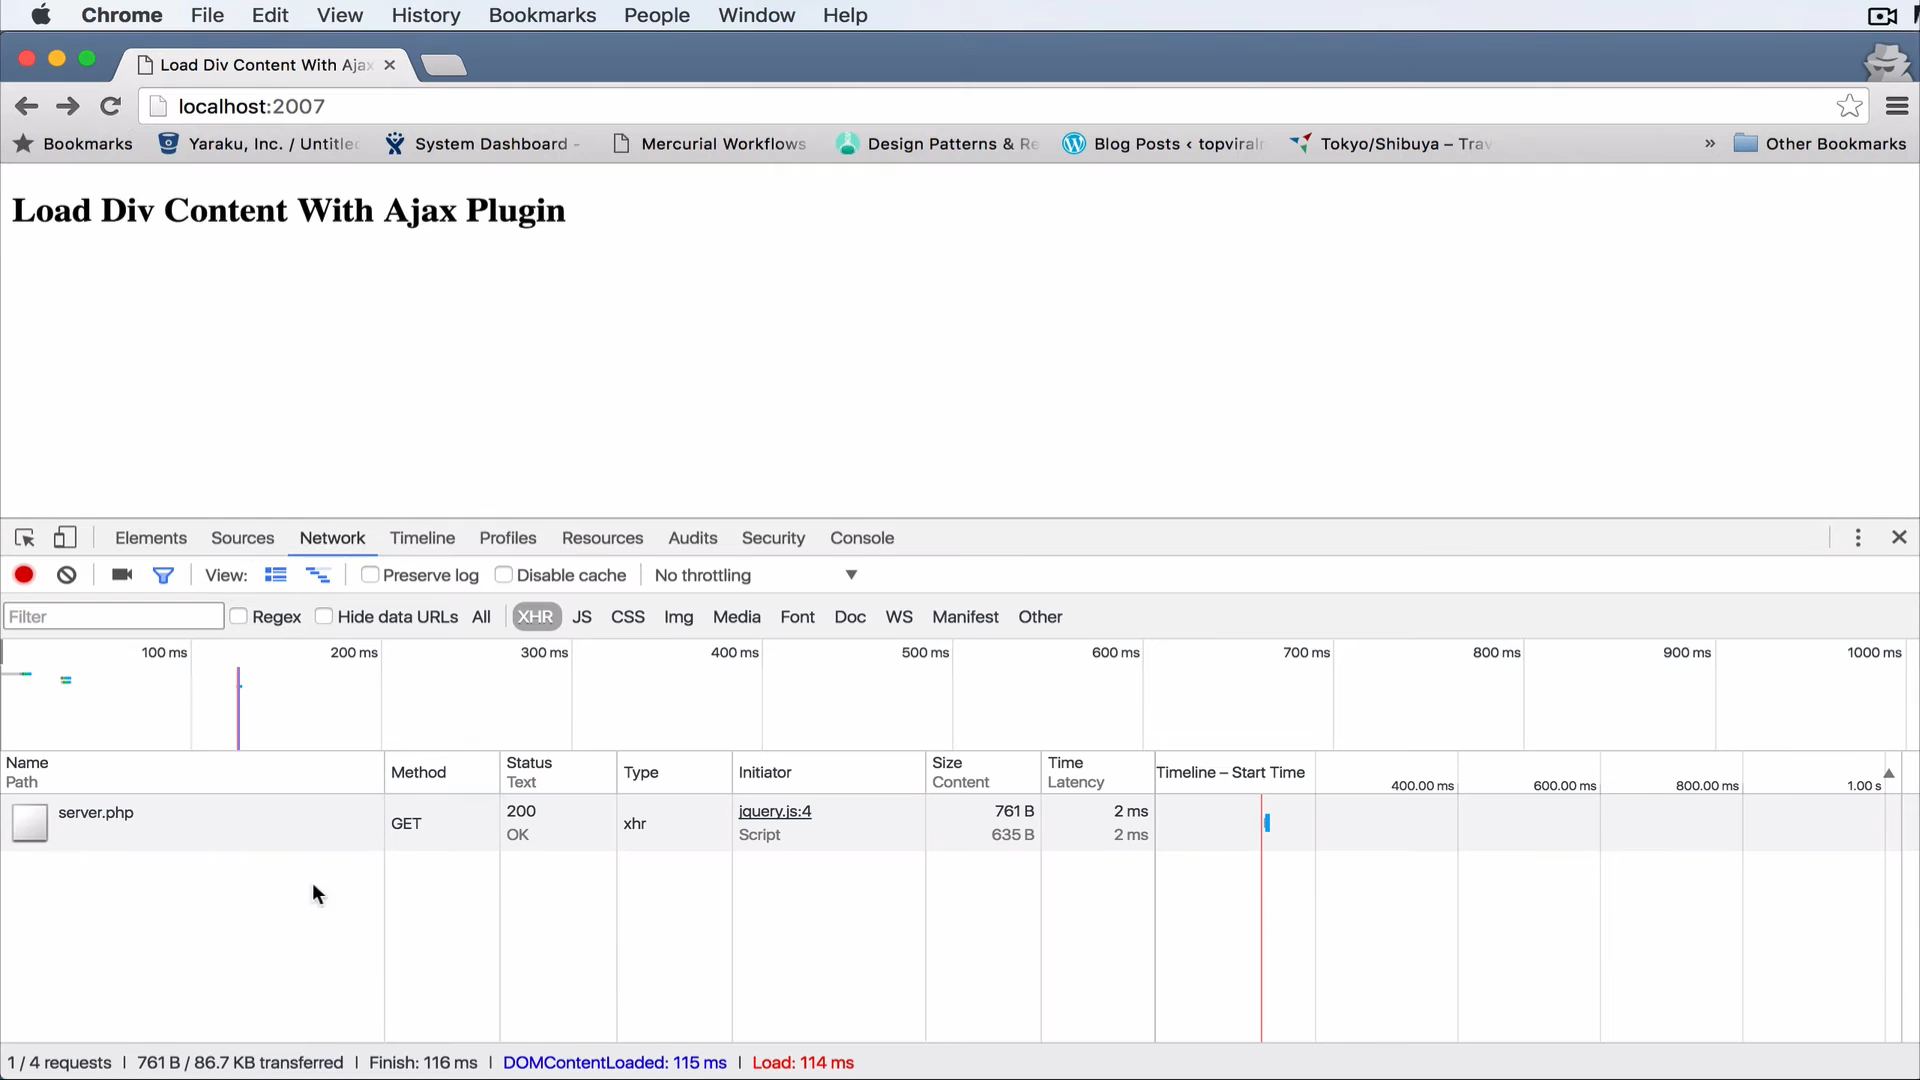 Chrome File Edit View History Bookmarks People Window Help
Load Div Content With Ajax
localhost:2007
Bookmarks Yaraku, Inc. / Untitled System Dashboard - Mercurial Workflows Design Patterns & Re Blog Posts ‹ topviralr Tokyo/Shibuya – Trav » Other Bookmarks
Load Div Content With Ajax Plugin
Elements Sources Network Timeline Profiles Resources Audits Security Console
View: Preserve log Disable cache No throttling
Filter Regex Hide data URLs All XHR JS CSS Img Media Font Doc WS Manifest Other
100 ms 200 ms 300 ms 400 ms 500 ms 600 ms 700 ms 800 ms 900 ms 1000 ms
Name Path Method Status Text Type Initiator Size Content Time Latency Timeline – Start Time 400.00 ms 600.00 ms 800.00 ms 1.00 s
server.php GET 200 OK xhr jquery.js:4 Script 761 B 635 B 2 ms 2 ms
1 / 4 requests | 761 B / 86.7 KB transferred | Finish: 116 ms | DOMContentLoaded: 115 ms | Load: 114 ms